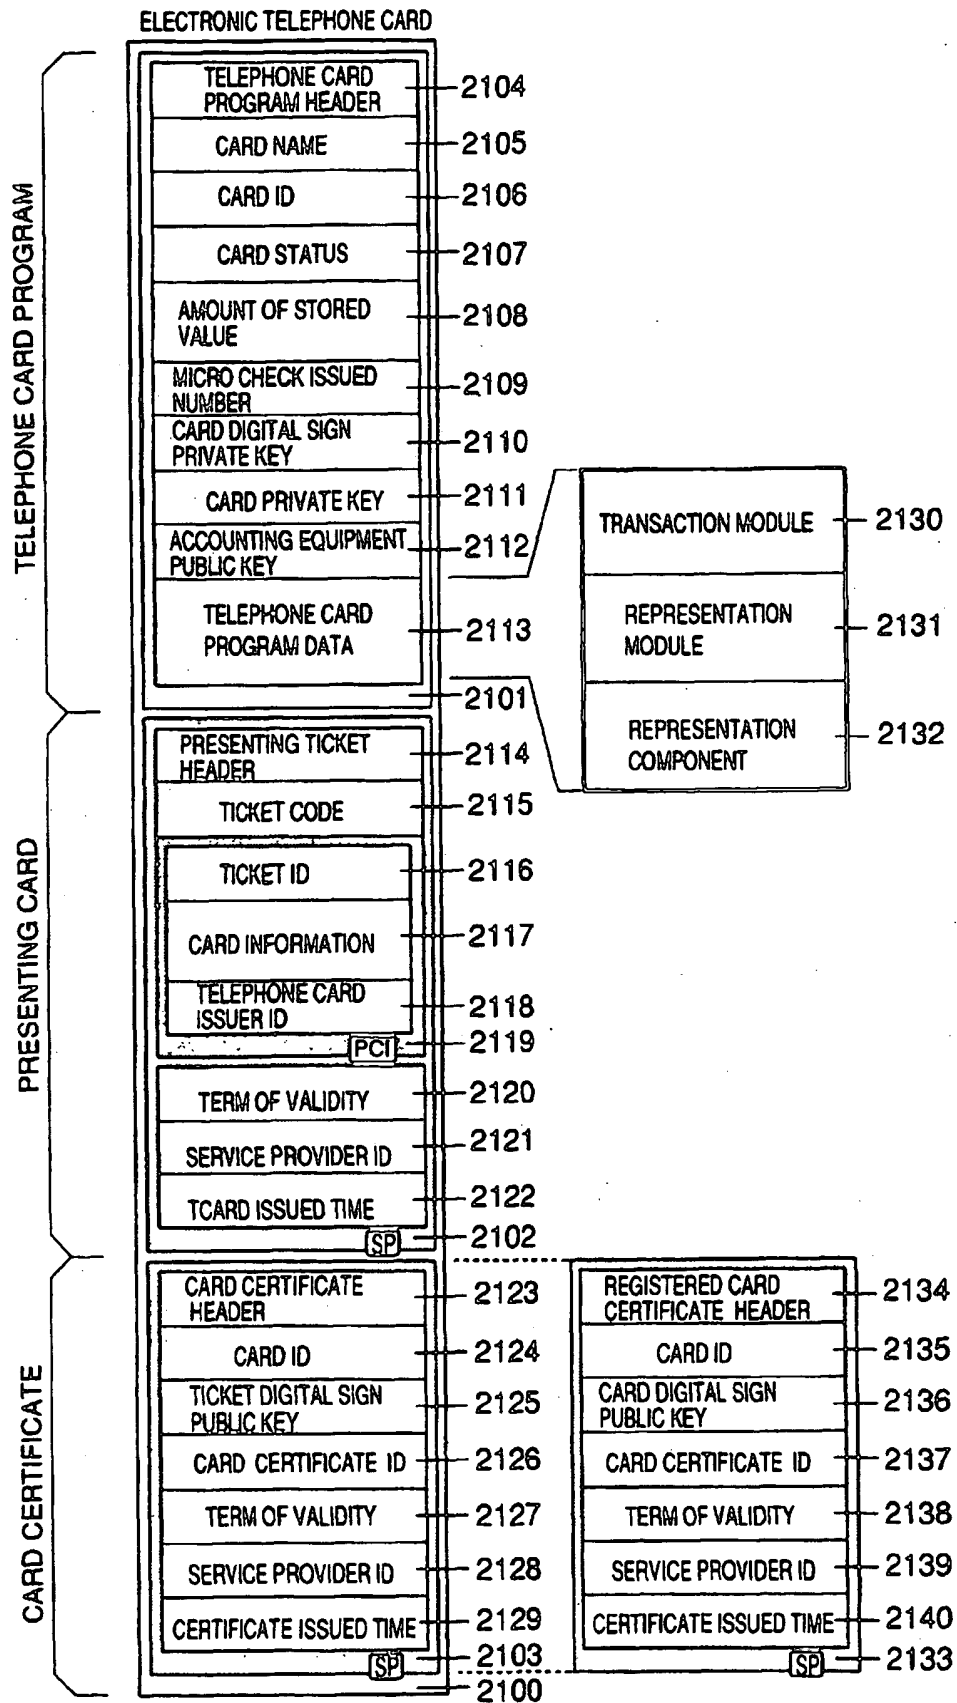 ELECTRONIC TELEPHONE CARD
TELEPHONE CARD PROGRAM
TELEPHONE CARD
PROGRAM HEADER
2104
CARD NAME
2105
CARD ID
2106
CARD STATUS
2107
AMOUNT OF STORED
VALUE
2108
MICRO CHECK ISSUED
NUMBER
2109
CARD DIGITAL SIGN
PRIVATE KEY
2110
CARD PRIVATE KEY
2111
ACCOUNTING EQUIPMENT
PUBLIC KEY
2112
TELEPHONE CARD
PROGRAM DATA
2113
2101
TRANSACTION MODULE
2130
REPRESENTATION
MODULE
2131
REPRESENTATION
COMPONENT
2132
PRESENTING CARD
PRESENTING TICKET
HEADER
2114
TICKET CODE
2115
TICKET ID
2116
CARD INFORMATION
2117
TELEPHONE CARD
ISSUER ID
2118
PCI
2119
TERM OF VALIDITY
2120
SERVICE PROVIDER ID
2121
TCARD ISSUED TIME
2122
SP
2102
CARD CERTIFICATE
CARD CERTIFICATE
HEADER
2123
CARD ID
2124
TICKET DIGITAL SIGN
PUBLIC KEY
2125
CARD CERTIFICATE ID
2126
TERM OF VALIDITY
2127
SERVICE PROVIDER ID
2128
CERTIFICATE ISSUED TIME
2129
SP
2103
2100
REGISTERED CARD
CERTIFICATE HEADER
2134
CARD ID
2135
CARD DIGITAL SIGN
PUBLIC KEY
2136
CARD CERTIFICATE ID
2137
TERM OF VALIDITY
2138
SERVICE PROVIDER ID
2139
CERTIFICATE ISSUED TIME
2140
SP
2133